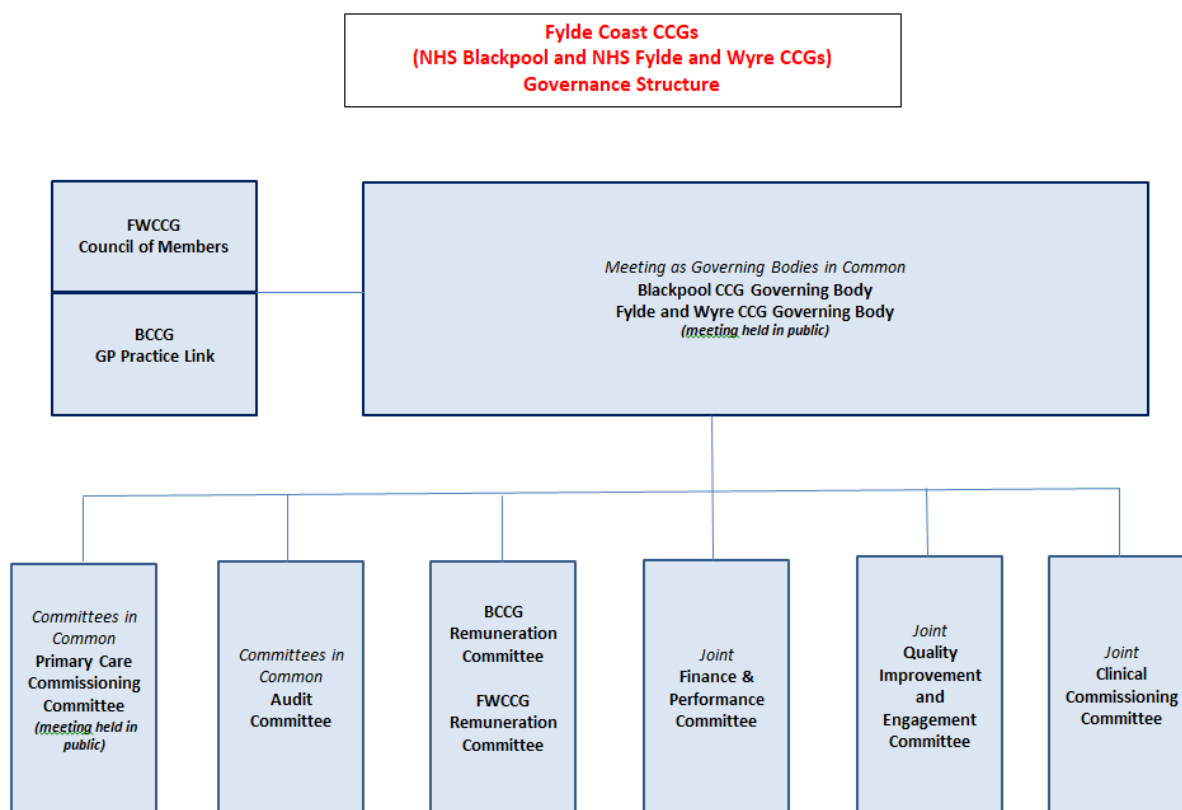 Fylde Coast CCGs
(NHS Blackpool and NHS Fylde and Wyre CCGs)
Governance Structure
FWCCG
Council of Members
BCCG
GP Practice Link
Meeting as Governing Bodies in Common
Blackpool CCG Governing Body
Fylde and Wyre CCG Governing Body
(meeting held in public)
Committees in
Common
Primary Care
Commissioning
Committee
(meeting held in
public)
Committees in
Common
Audit
Committee
BCCG
Remuneration
Committee
FWCCG
Remuneration
Committee
Joint
Finance &
Performance
Committee
Joint
Quality
Improvement
and
Engagement
Committee
Joint
Clinical
Commissioning
Committee